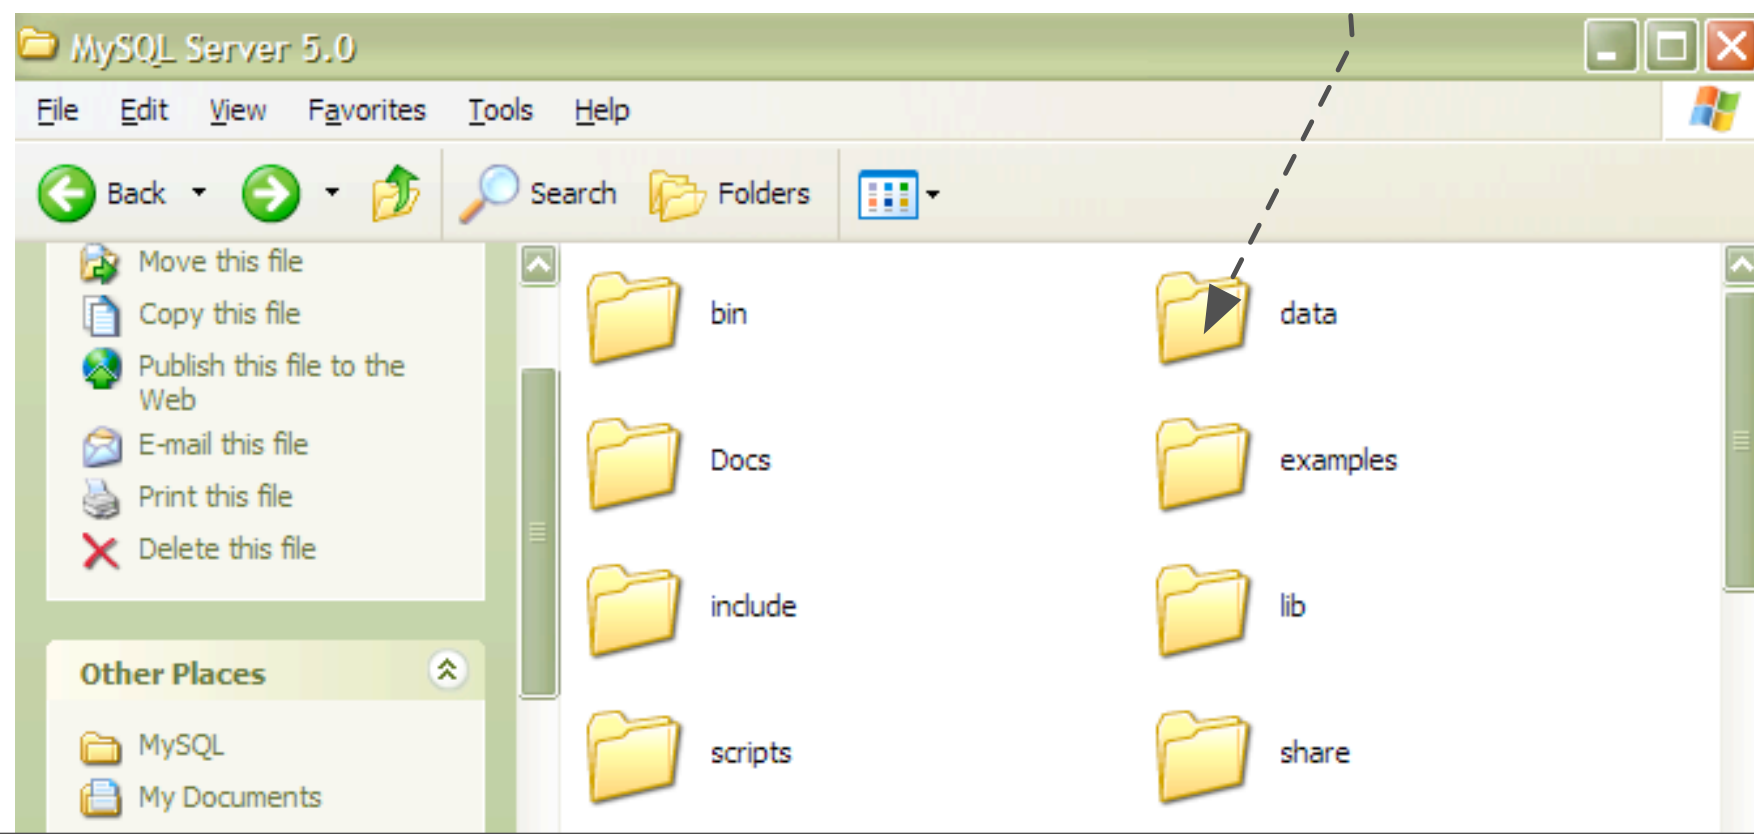 MySQL Server 5.0
File Edit View Favorites Tools Help
Back Search Folders
Move this file
Copy this file
Publish this file to the
Web
E-mail this file
Print this file
Delete this file
Other Places
MySQL
My Documents
bin data
Docs examples
include lib
scripts share